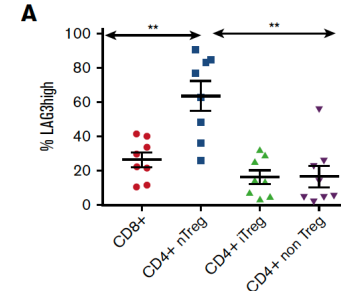 A
** **
100
80
60
40
20
0
% LAG3high
CD8+
CD4+ nTreg
CD4+ iTreg
CD4+ non Treg